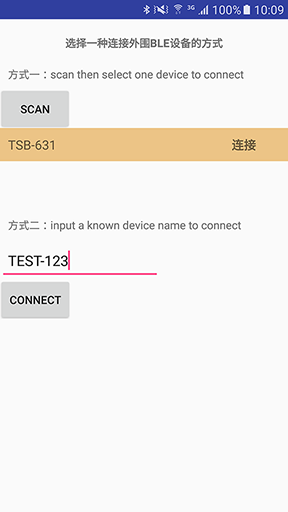 3G 100% 10:09
选择一种连接外围BLE设备的方式
方式一：scan then select one device to connect
SCAN
TSB-631 连接
方式二：input a known device name to connect
TEST-123
CONNECT